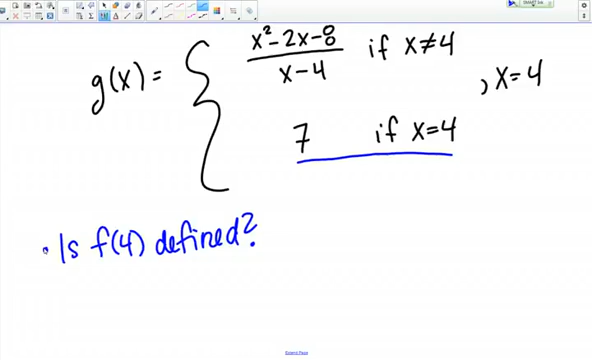 x² - 2x - 8 if x ≠ 4
g(x) = {
x - 4
, x = 4
7 if x = 4
• Is f(4) defined?